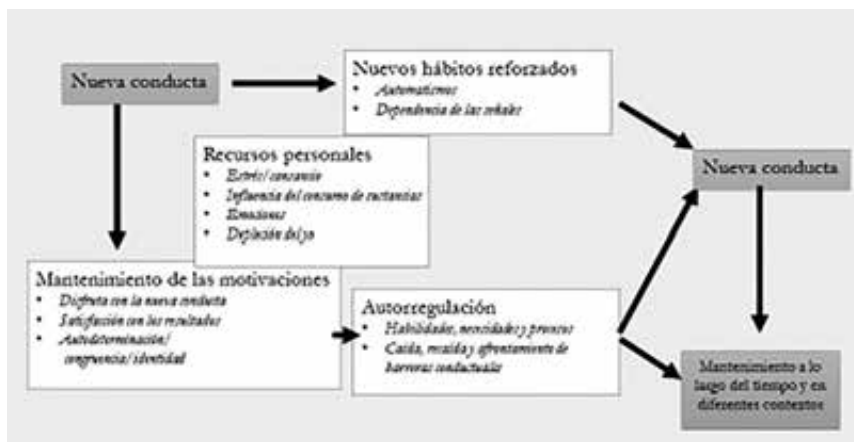 Nueva conducta
Nuevos hábitos reforzados
• Automatismos
• Dependencia de las señales
Recursos personales
• Estrés/cansancio
• Influencia del consumo de sustancias
• Emociones
• Depleción del yo
Nueva conducta
Mantenimiento de las motivaciones
• Disfruta con la nueva conducta
• Satisfacción con los resultados
• Autodeterminación/
congruencia/identidad
Autorregulación
• Habilidades, necesidades y procesos
• Caída, recaída y afrontamiento de
barreras conductuales
Mantenimiento a lo
largo del tiempo y en
diferentes contextos